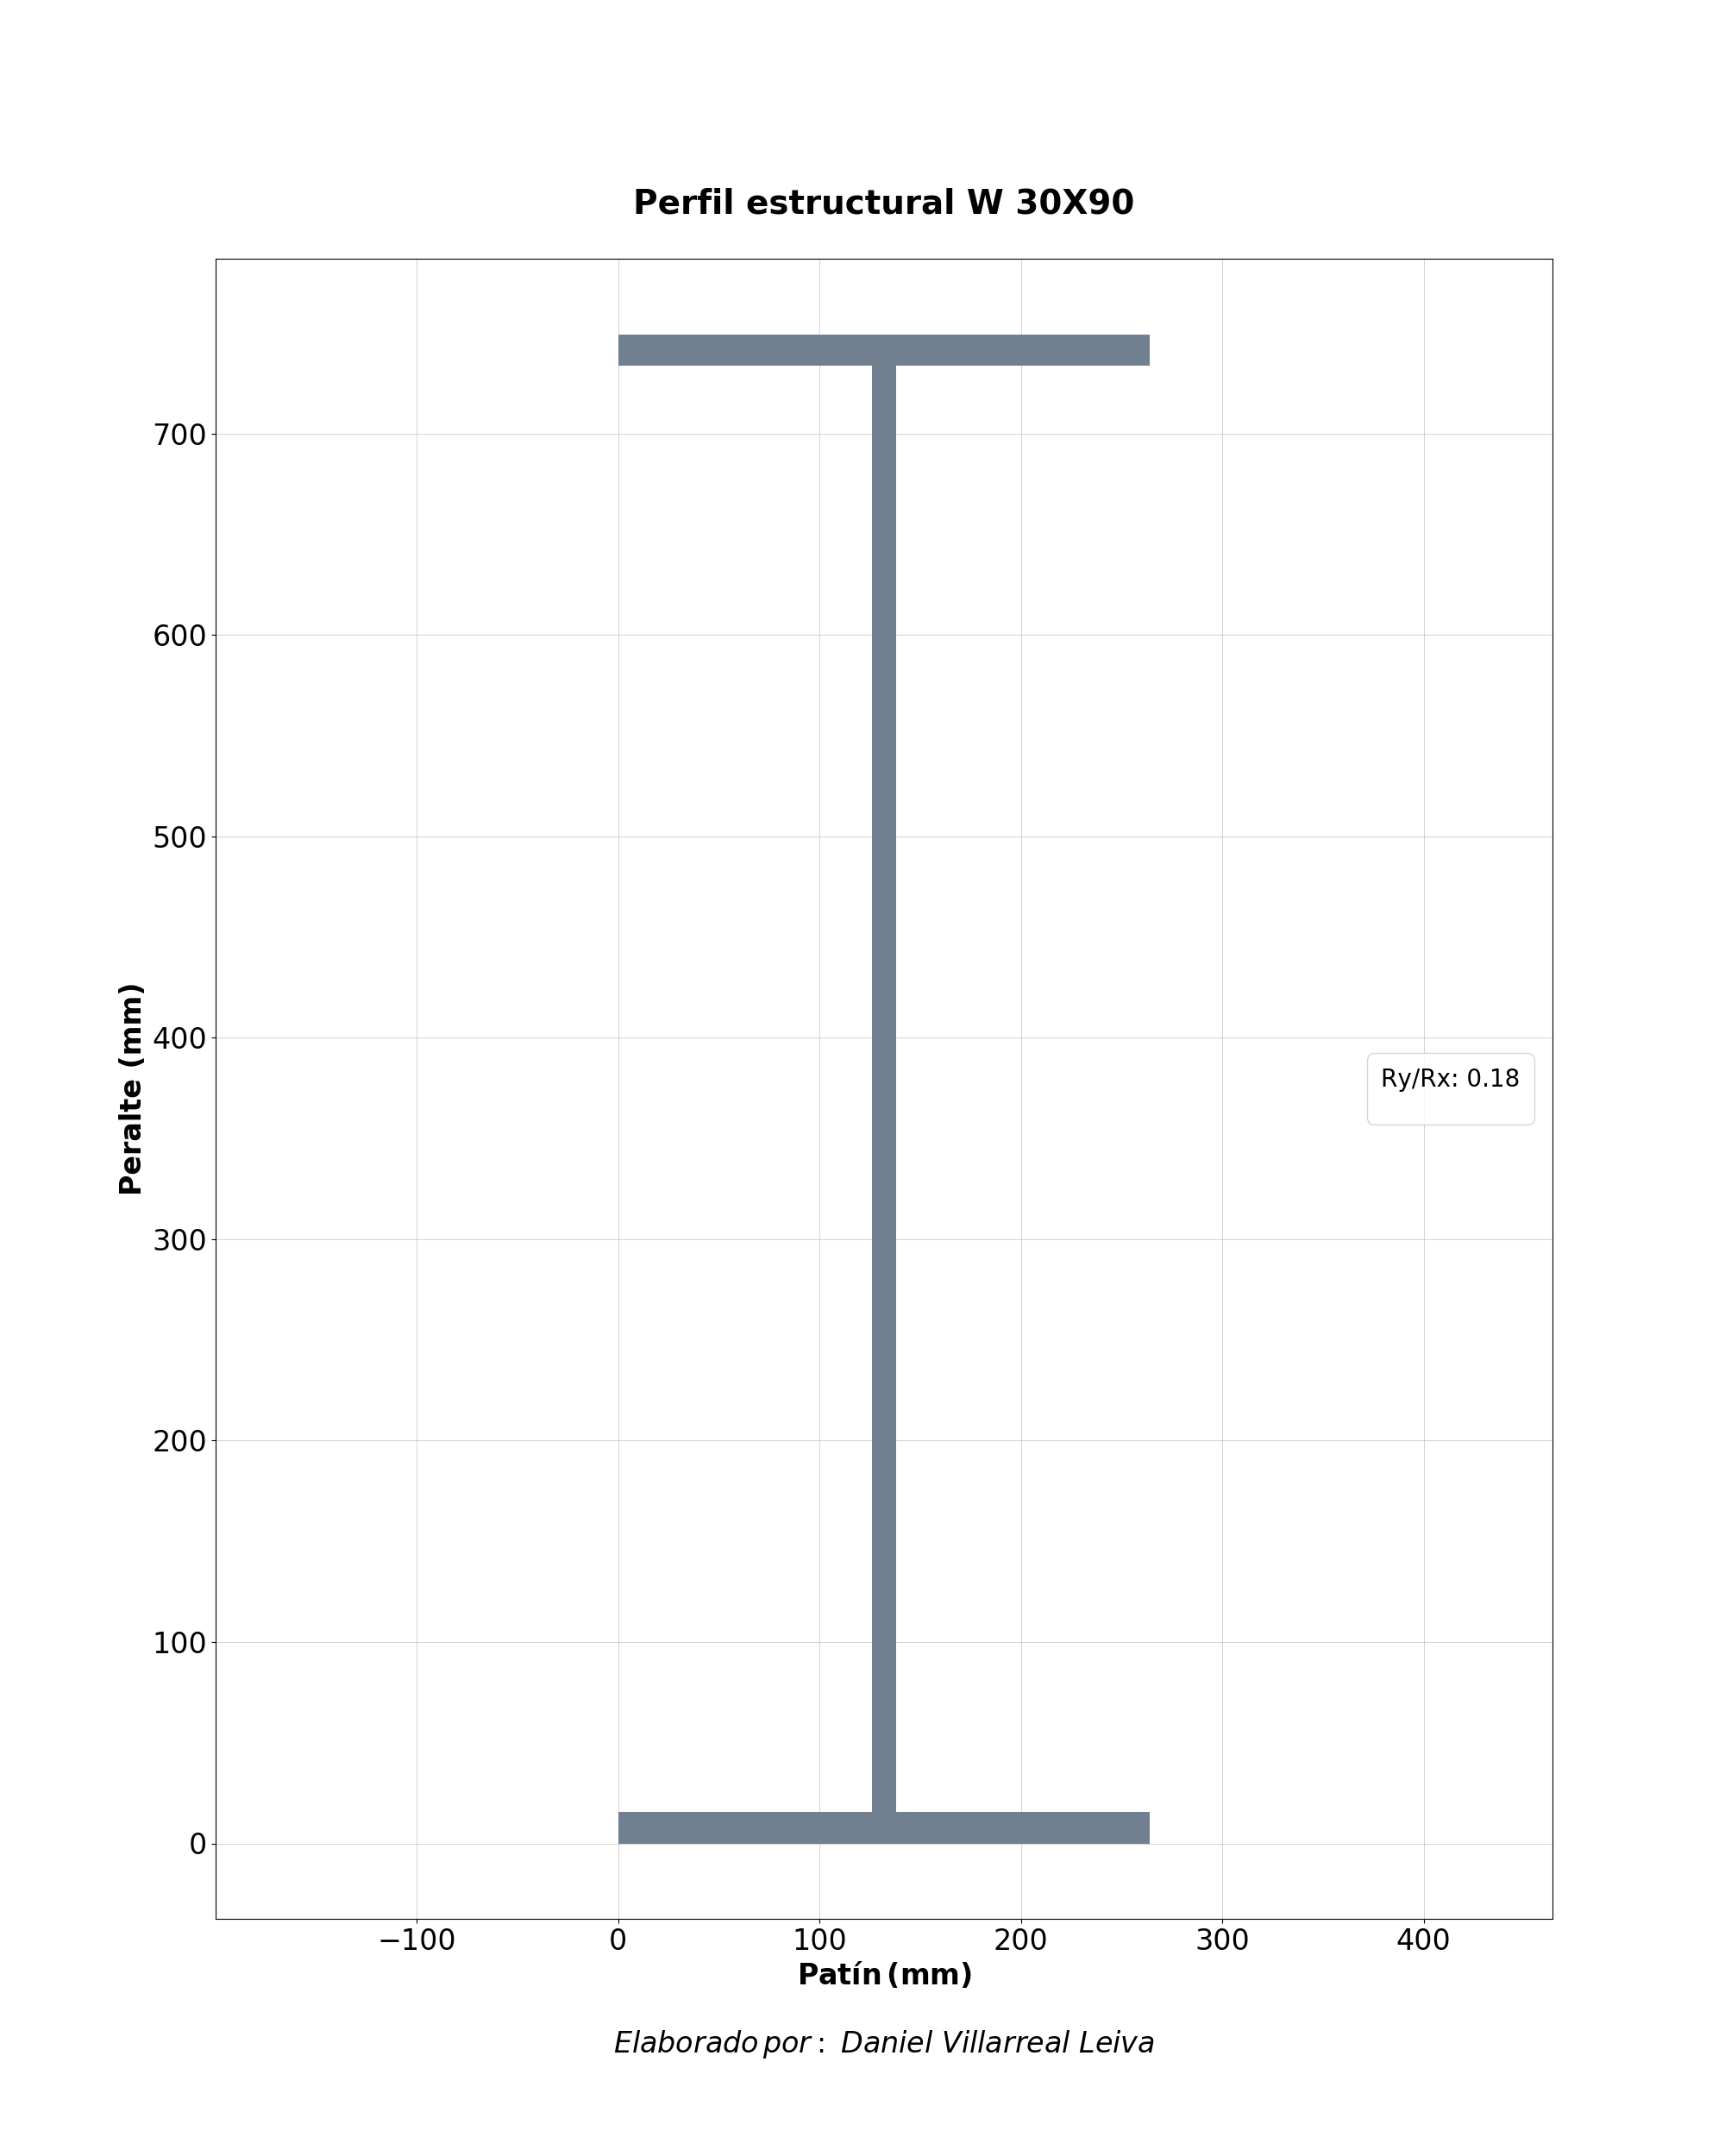 Perfil estructural W 30X90
700
600
500
400
300
200
100
0
Peralte (mm)
Ry/Rx: 0.18
−100 0 100 200 300 400
Patín (mm)
Elaborado por: Daniel Villarreal Leiva